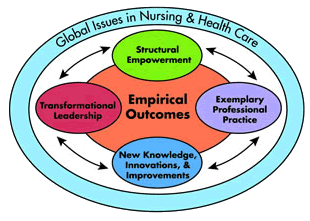 Global Issues in Nursing & Health Care
Structural
Empowerment
Transformational
Leadership
Empirical
Outcomes
Exemplary
Professional
Practice
New Knowledge,
Innovations, &
Improvements